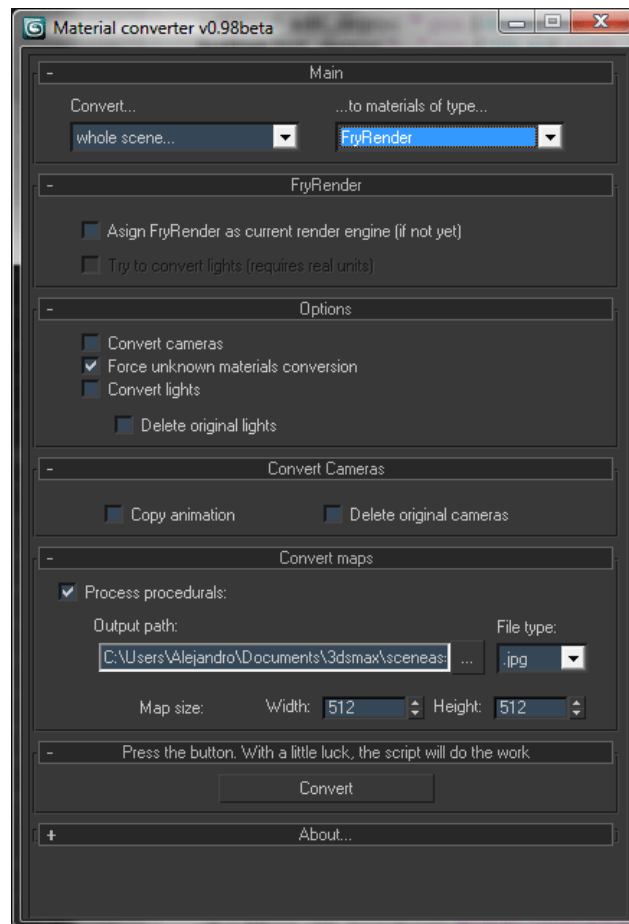 Material converter v0.98beta
Main
Convert... ...to materials of type...
whole scene... FryRender
FryRender
Asign FryRender as current render engine (if not yet)
Try to convert lights (requires real units)
Options
Convert cameras
Force unknown materials conversion
Convert lights
Delete original lights
Convert Cameras
Copy animation Delete original cameras
Convert maps
Process procedurals:
Output path: File type:
C:\Users\Alejandro\Documents\3dsmax\sceneas ... .jpg
Map size: Width: 512 Height: 512
Press the button. With a little luck, the script will do the work
Convert
About...